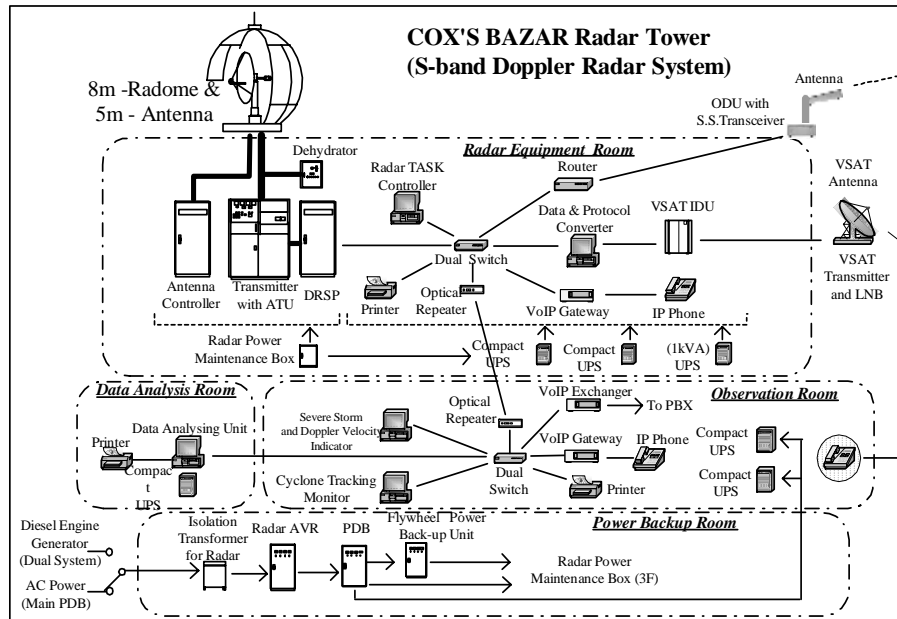 COX'S BAZAR Radar Tower
(S-band Doppler Radar System)
8m -Radome &
5m - Antenna
Antenna
ODU with
S.S.Transceiver
Radar Equipment Room
Dehydrator
Radar TASK
Controller
Router
Data & Protocol
Converter
VSAT IDU
VSAT
Antenna
Dual Switch
VSAT
Transmitter
and LNB
Antenna
Controller
Transmitter
with ATU
DRSP
Printer
Optical
Repeater
VoIP Gateway
IP Phone
Radar Power
Maintenance Box
Compact
UPS
Compact
UPS
(1kVA)
UPS
Data Analysis Room
Printer
Data Analysing Unit
Compac
t
UPS
Observation Room
Optical
Repeater
VoIP Exchanger
To PBX
Severe Storm
and Doppler Velocity
Indicator
VoIP Gateway
IP Phone
Compact
UPS
Cyclone Tracking
Monitor
Dual
Switch
Printer
Compact
UPS
Power Backup Room
Diesel Engine
Generator
(Dual System)
AC Power
(Main PDB)
Isolation
Transformer
for Radar
Radar AVR
PDB
Flywheel Power
Back-up Unit
Radar Power
Maintenance Box (3F)